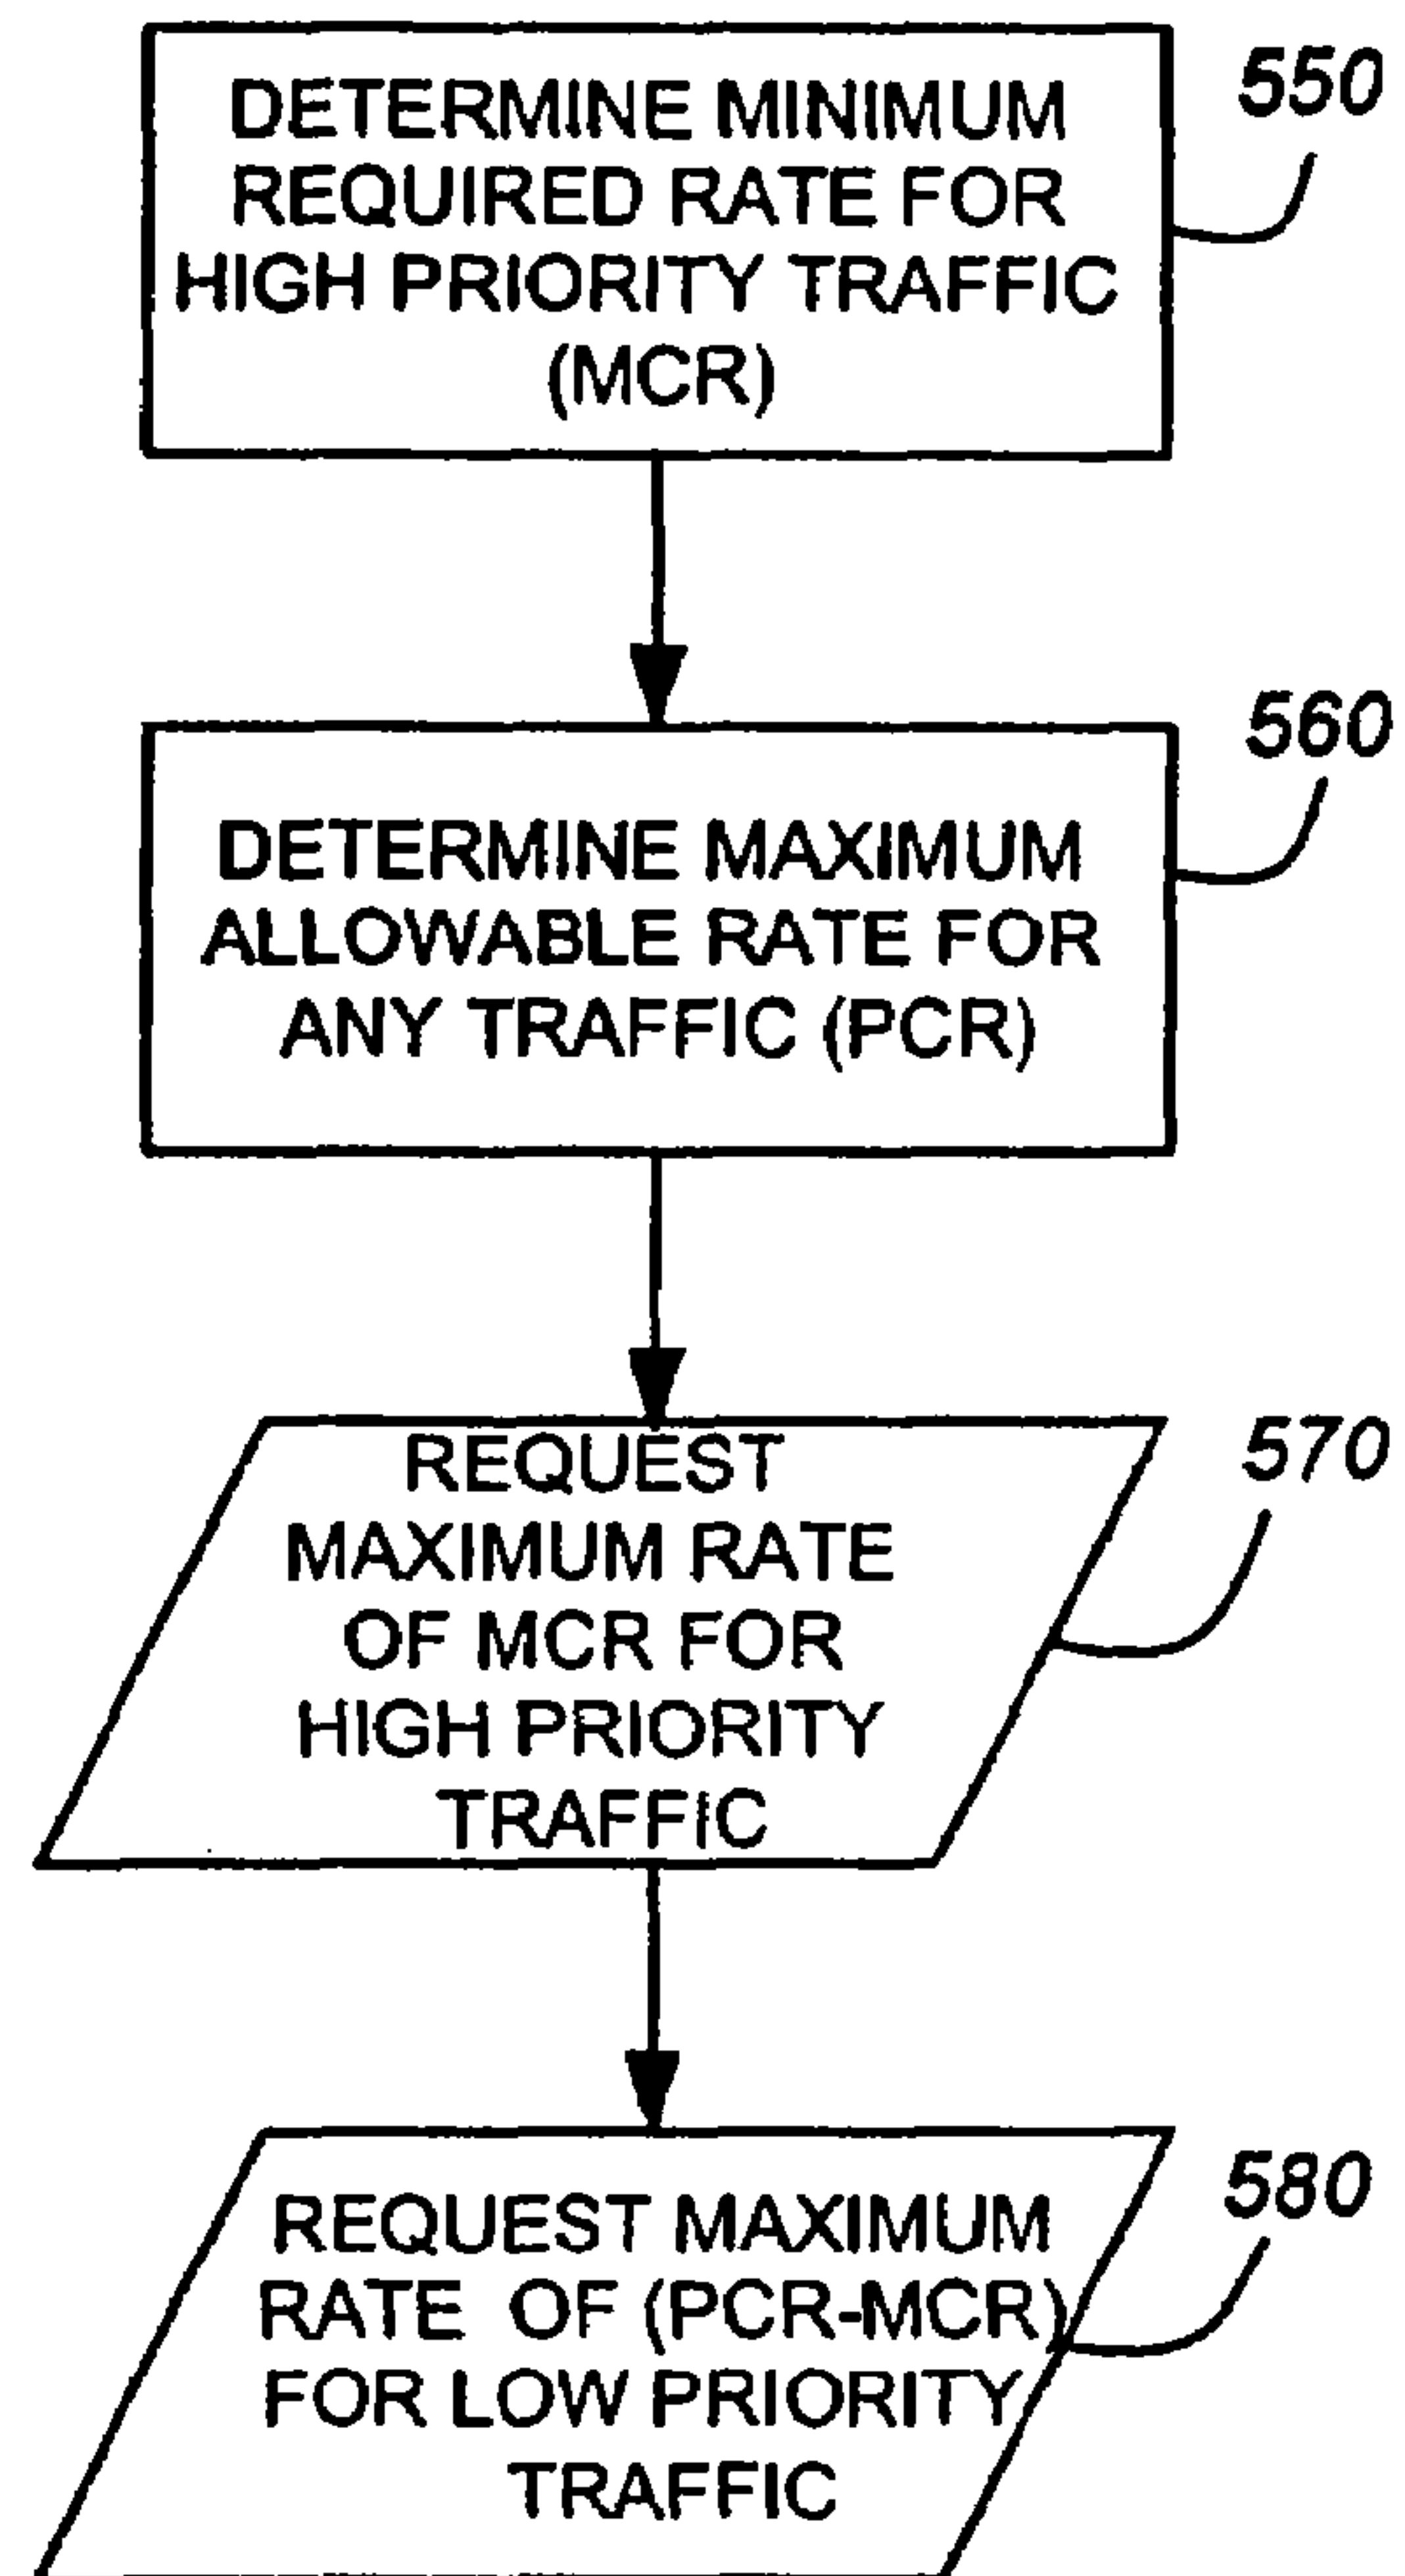 DETERMINE MINIMUM
REQUIRED RATE FOR
HIGH PRIORITY TRAFFIC
(MCR)
550
DETERMINE MAXIMUM
ALLOWABLE RATE FOR
ANY TRAFFIC (PCR)
560
REQUEST
MAXIMUM RATE
OF MCR FOR
HIGH PRIORITY
TRAFFIC
570
REQUEST MAXIMUM
RATE OF (PCR-MCR)
FOR LOW PRIORITY
TRAFFIC
580